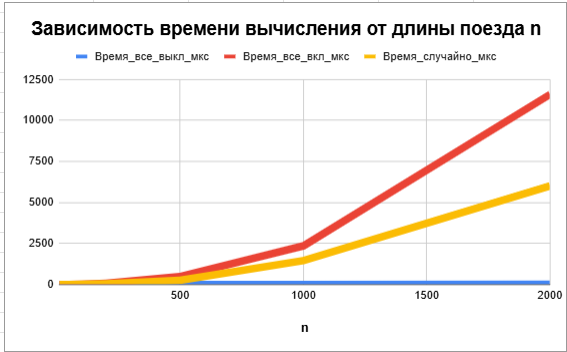 Зависимость времени вычисления от длины поезда n
Время_все_выкл_мкс Время_все_вкл_мкс Время_случайно_мкс
12500
10000
7500
5000
2500
0
500 1000 1500 2000
n